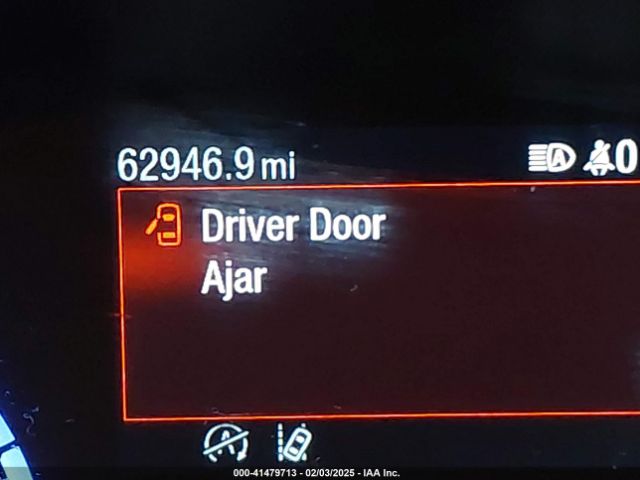 62946.9 mi
A 0
Driver Door
Ajar
A
000-41479713 - 02/03/2025 - IAA Inc.